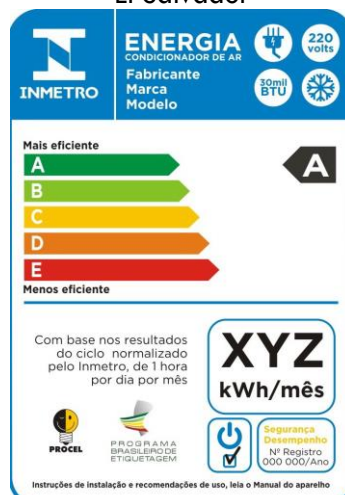 El Salvador
INMETRO
ENERGIA
CONDICIONADOR DE AR
Fabricante
Marca
Modelo
220
volts
30mil
BTU
Mais eficiente
A
A
B
C
D
E
Menos eficiente
Com base nos resultados
do ciclo normalizado
pelo Inmetro, de 1 hora
por dia por mês
XYZ
kWh/mês
PROCEL
PROGRAMA
BRASILEIRO DE
ETIQUETAGEM
Segurança
Desempenho
Nº Registro
000 000/Ano
Instruções de instalação e recomendações de uso, leia o Manual do aparelho